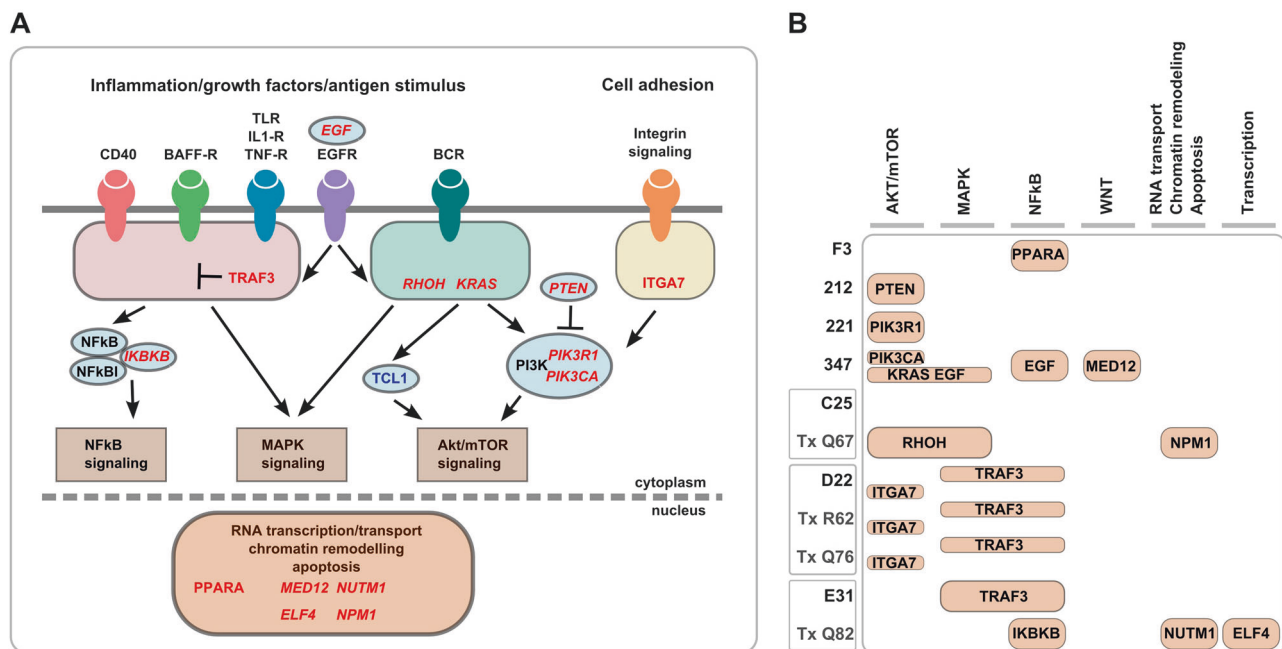 A
Inflammation/growth factors/antigen stimulus
Cell adhesion
TLR
IL1-R
TNF-R
EGF
EGFR
CD40
BAFF-R
BCR
Integrin
signaling
TRAF3
RHOH KRAS
PTEN
ITGA7
NFkB
NFkBI
IKBKB
TCL1
PI3K
PIK3R1
PIK3CA
NFkB
signaling
MAPK
signaling
Akt/mTOR
signaling
cytoplasm
nucleus
RNA transcription/transport
chromatin remodelling
apoptosis
PPARA MED12 NUTM1
ELF4 NPM1
B
AKT/mTOR
MAPK
NFkB
WNT
RNA transport
Chromatin remodeling
Apoptosis
Transcription
F3 PPARA
212 PTEN
221 PIK3R1
347 PIK3CA
KRAS EGF
EGF MED12
C25
Tx Q67 RHOH NPM1
D22 TRAF3
ITGA7
Tx R62 TRAF3
ITGA7
Tx Q76 TRAF3
ITGA7
E31 TRAF3
Tx Q82 IKBKB NUTM1 ELF4